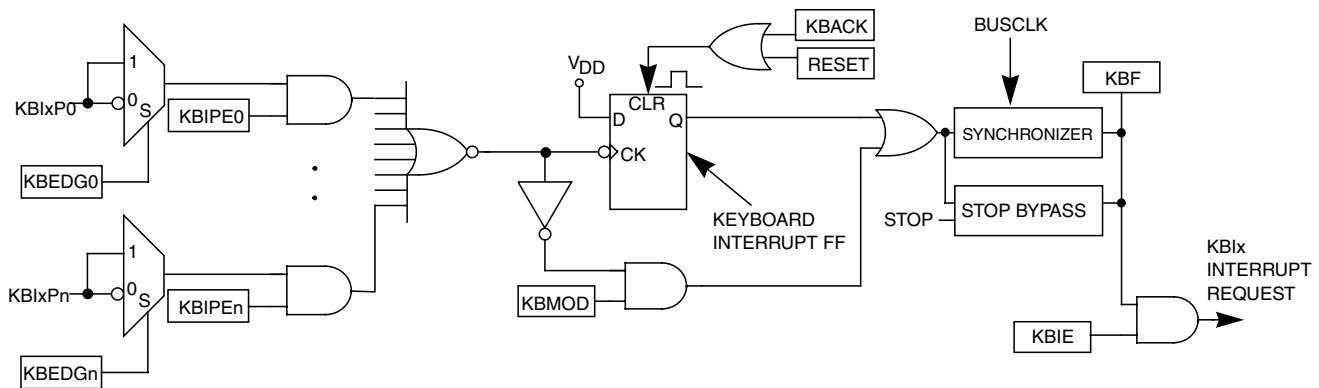 KBACK
RESET
BUSCLK
VDD
KBF
1
0
S
KBIxP0
KBIPE0
KBEDG0
CLR
D
Q
CK
SYNCHRONIZER
STOP BYPASS
STOP
KEYBOARD
INTERRUPT FF
1
0
S
KBIxPn
KBIPEn
KBEDGn
KBMOD
KBIE
KBIx
INTERRUPT
REQUEST